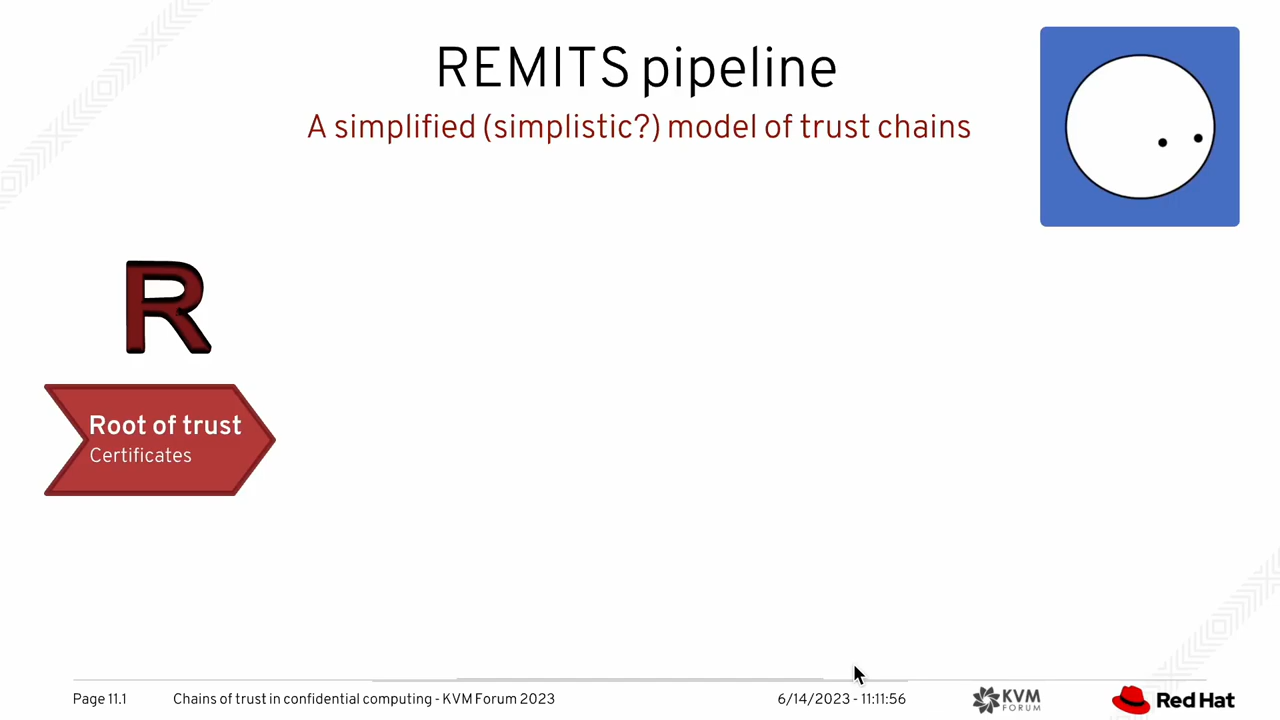 REMITS pipeline
A simplified (simplistic?) model of trust chains
R
Root of trust
Certificates
Page 11.1 Chains of trust in confidential computing - KVM Forum 2023 6/14/2023 - 11:11:56 KVM FORUM Red Hat